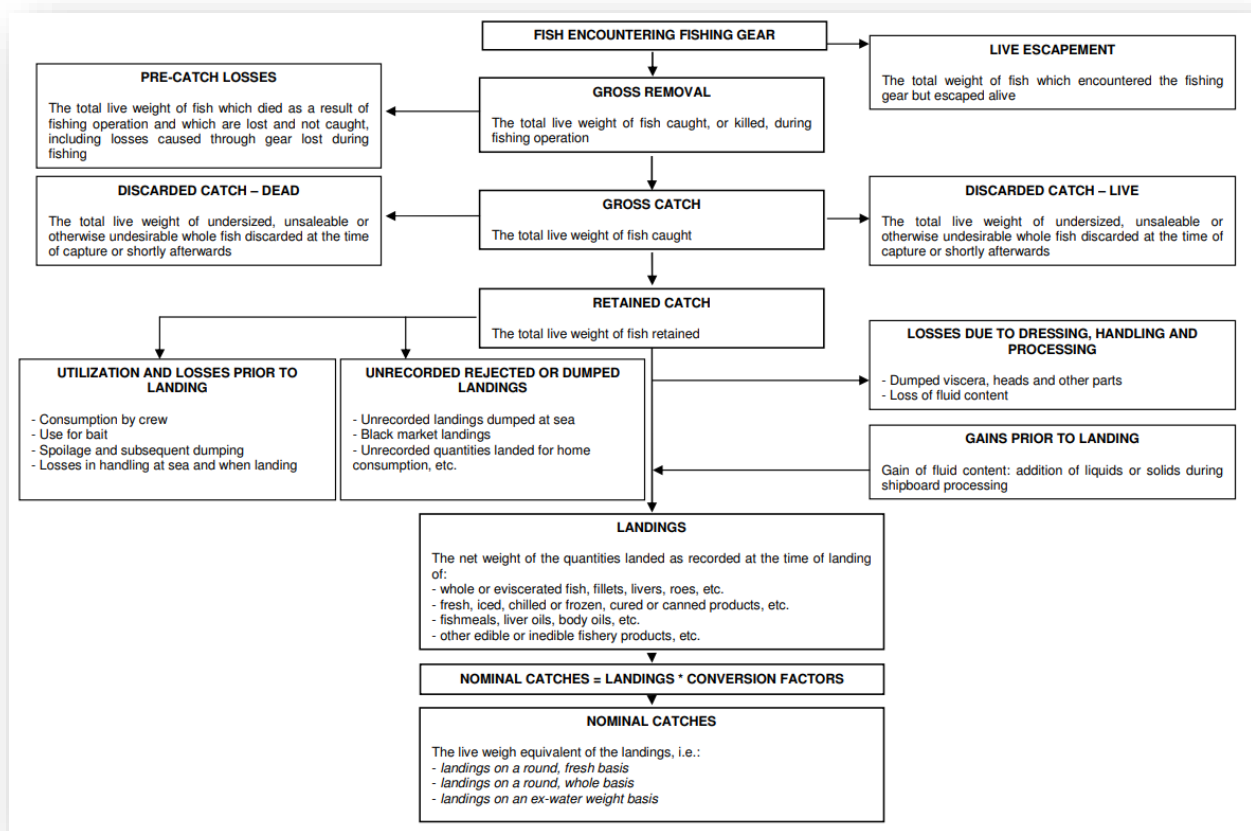 FISH ENCOUNTERING FISHING GEAR
LIVE ESCAPEMENT
The total weight of fish which encountered the fishing
gear but escaped alive
PRE-CATCH LOSSES
The total live weight of fish which died as a result of
fishing operation and which are lost and not caught,
including losses caused through gear lost during
fishing
GROSS REMOVAL
The total live weight of fish caught, or killed, during
fishing operation
DISCARDED CATCH – DEAD
The total live weight of undersized, unsaleable or
otherwise undesirable whole fish discarded at the time
of capture or shortly afterwards
GROSS CATCH
The total live weight of fish caught
DISCARDED CATCH – LIVE
The total live weight of undersized, unsaleable or
otherwise undesirable whole fish discarded at the time of
capture or shortly afterwards
RETAINED CATCH
The total live weight of fish retained
UTILIZATION AND LOSSES PRIOR TO
LANDING
- Consumption by crew
- Use for bait
- Spoilage and subsequent dumping
- Losses in handling at sea and when landing
UNRECORDED REJECTED OR DUMPED
LANDINGS
- Unrecorded landings dumped at sea
- Black market landings
- Unrecorded quantities landed for home
consumption, etc.
LOSSES DUE TO DRESSING, HANDLING AND
PROCESSING
- Dumped viscera, heads and other parts
- Loss of fluid content
GAINS PRIOR TO LANDING
Gain of fluid content: addition of liquids or solids during
shipboard processing
LANDINGS
The net weight of the quantities landed as recorded at the time of landing
of:
- whole or eviscerated fish, fillets, livers, roes, etc.
- fresh, iced, chilled or frozen, cured or canned products, etc.
- fishmeals, liver oils, body oils, etc.
- other edible or inedible fishery products, etc.
NOMINAL CATCHES = LANDINGS * CONVERSION FACTORS
NOMINAL CATCHES
The live weigh equivalent of the landings, i.e.:
- landings on a round, fresh basis
- landings on a round, whole basis
- landings on an ex-water weight basis